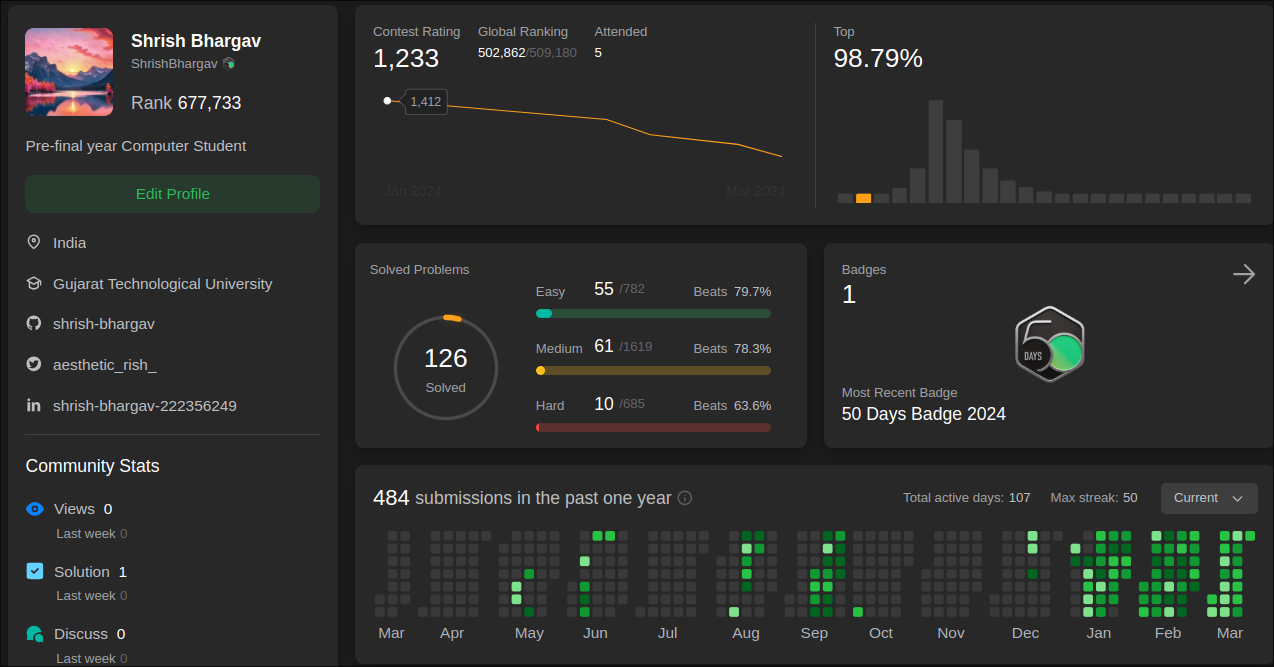 Shrish Bhargav
ShrishBhargav
Rank 677,733
Pre-final year Computer Student
Edit Profile
India
Gujarat Technological University
shrish-bhargav
aesthetic_rish_
shrish-bhargav-222356249
Community Stats
Views 0
Last week 0
Solution 1
Last week 0
Discuss 0
Last week 0
Contest Rating Global Ranking Attended
1,233 502,862/509,180 5
1,412
Jan 2024 Mar 2024
Top
98.79%
Solved Problems
126
Solved
Easy 55 /782 Beats 79.7%
Medium 61 /1619 Beats 78.3%
Hard 10 /685 Beats 63.6%
Badges
1
50
DAYS
Most Recent Badge
50 Days Badge 2024
484 submissions in the past one year Total active days: 107 Max streak: 50 Current
Mar Apr May Jun Jul Aug Sep Oct Nov Dec Jan Feb Mar